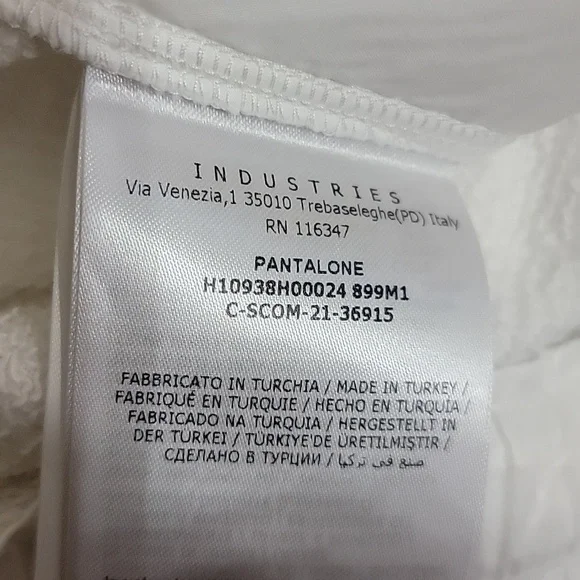 INDUSTRIES
Via Venezia,1 35010 Trebaseleghe(PD) Italy
RN 116347
PANTALONE
H10938H00024 899M1
C-SCOM-21-36915
FABBRICATO IN TURCHIA / MADE IN TURKEY /
FABRIQUÉ EN TURQUIE / HECHO EN TURQUÍA /
FABRICADO NA TURQUIA / HERGESTELLT IN
DER TÜRKEI / TÜRKİYE'DE ÜRETILMIŞTIR /
СДЕЛАНО В ТУРЦИИ / صنع في تركيا